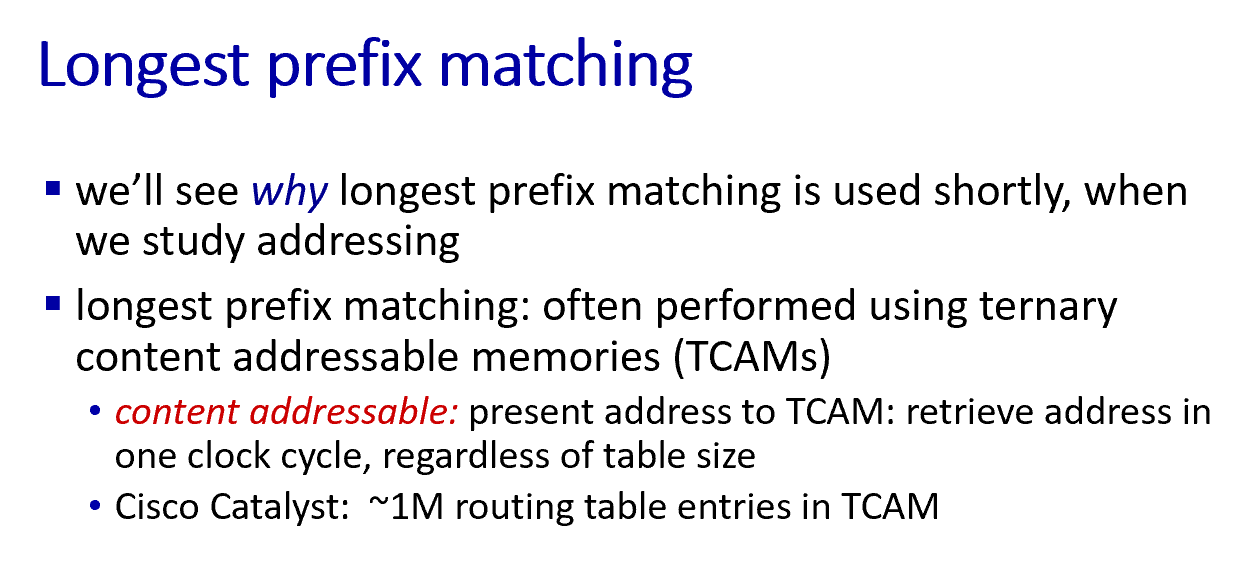 Longest prefix matching
▪ we’ll see why longest prefix matching is used shortly, when
we study addressing
▪ longest prefix matching: often performed using ternary
content addressable memories (TCAMs)
• content addressable: present address to TCAM: retrieve address in
one clock cycle, regardless of table size
• Cisco Catalyst: ~1M routing table entries in TCAM